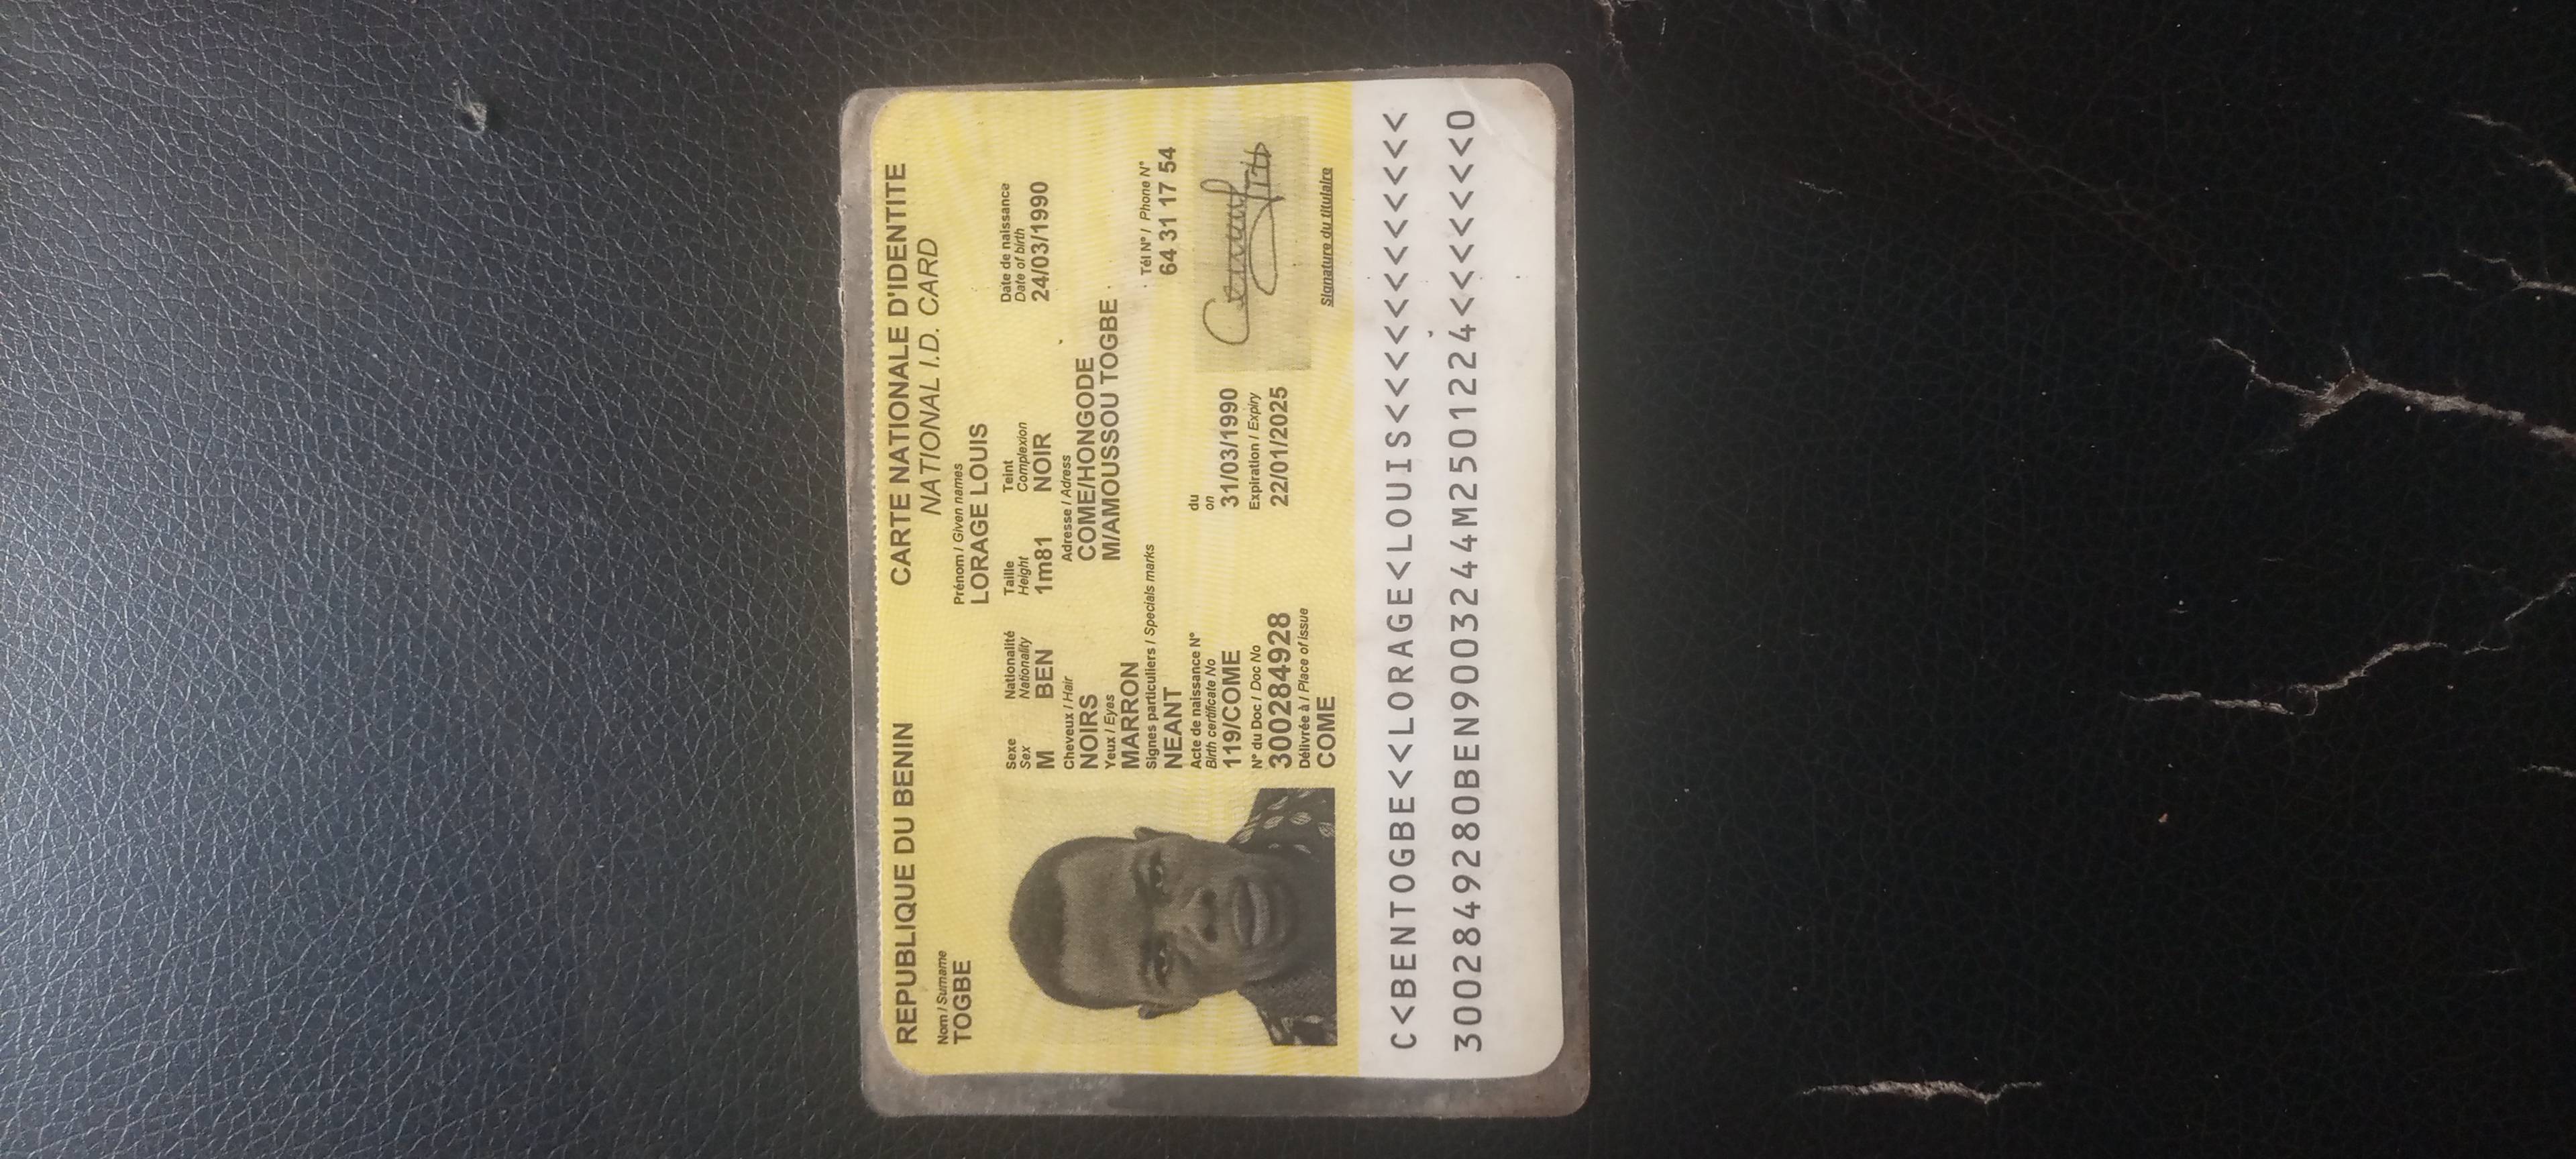 REPUBLIQUE DU BENIN CARTE NATIONALE D'IDENTITE
NATIONAL I.D. CARD
Nom / Surname Prénom / Given names
TOGBE LORAGE LOUIS
Sexe Nationalité Taille Teint Date de naissance
Sex Nationality Height Complexion Date of birth
M BEN 1m81 NOIR 24/03/1990
Cheveux / Hair Adresse / Adress
NOIRS COME/HONGODE
Yeux / Eyes M/AMOUSSOU TOGBE
MARRON
Signes particuliers / Specials marks Tél N° / Phone N°
NEANT 64 31 17 54
Acte de naissance N° du
Birth certificate No on
119/COME 31/03/1990
N° du Doc / Doc No Expiration / Expiry
300284928 22/01/2025
Délivrée à / Place of issue
COME Signature du titulaire
C<BENTOGBE<<LORAGE<LOUIS<<<<<<<<<<<<
3002849280BEN9003244M2501224<<<<<<<0